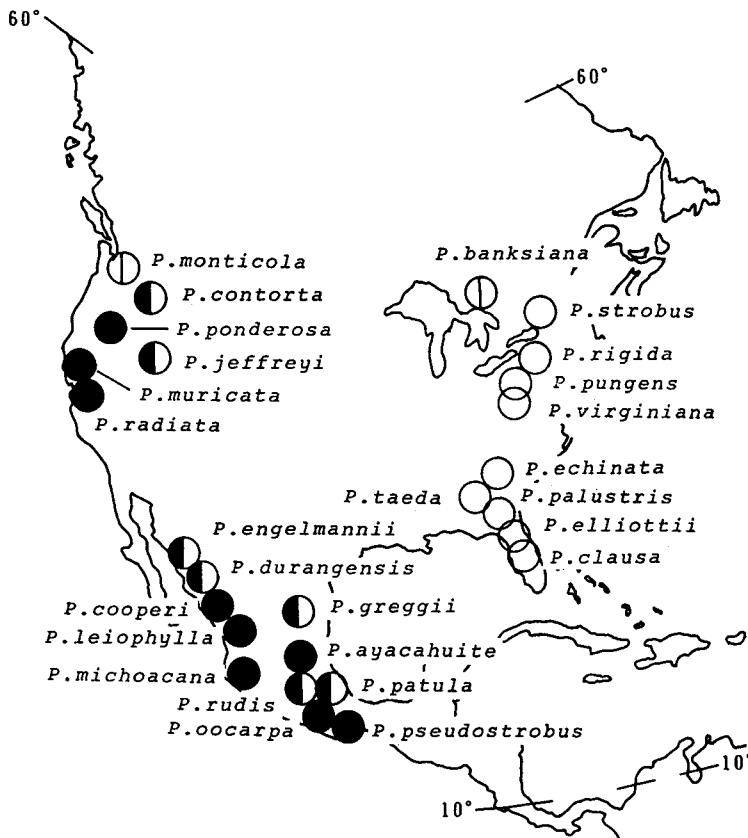 60°
60°
P.monticola
P.banksiana
P.contorta
P.strobus
P.ponderosa
P.jeffreyi
P.rigida
P.muricata
P.pungens
P.radiata
P.virginiana
P.echinata
P.taeda
P.palustris
P.engelmannii
P.elliottii
P.durangensis
P.clausa
P.cooperi
P.greggii
P.leiophylla
P.ayacahuite
P.michoacana
P.patula
P.rudis
P.oocarpa
P.pseudostrobus
10°
10°